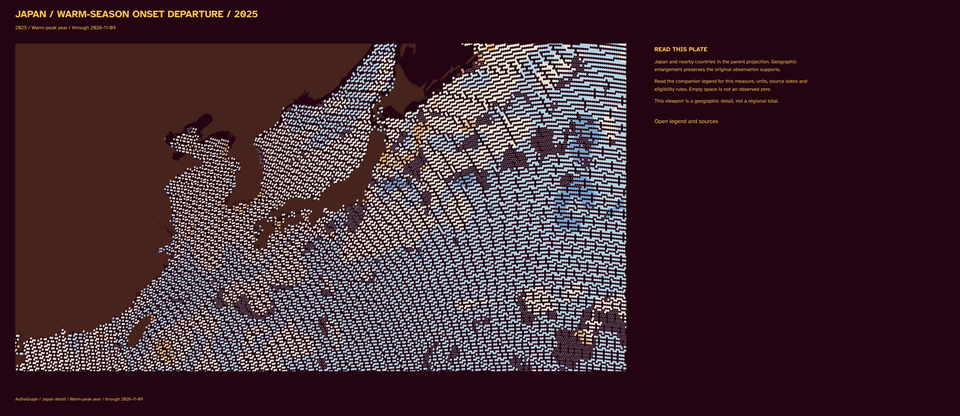 JAPAN / WARM-SEASON ONSET DEPARTURE / 2025
2025 / Warm-peak year / through 2026-11-09
READ THIS PLATE
Japan and nearby countries in the parent projection. Geographic
enlargement preserves the original observation supports.
Read the companion legend for this measure, units, source dates and
eligibility rules. Empty space is not an observed zero.
This viewport is a geographic detail, not a regional total.
Open legend and sources
AuthaGraph / Japan detail / Warm-peak year / through 2026-11-09